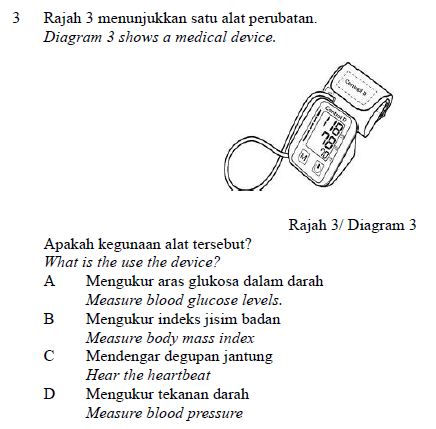 3 Rajah 3 menunjukkan satu alat perubatan.
Diagram 3 shows a medical device.
Rajah 3/ Diagram 3
Apakah kegunaan alat tersebut?
What is the use the device?
A Mengukur aras glukosa dalam darah
Measure blood glucose levels.
B Mengukur indeks jisim badan
Measure body mass index
C Mendengar degupan jantung
Hear the heartbeat
D Mengukur tekanan darah
Measure blood pressure